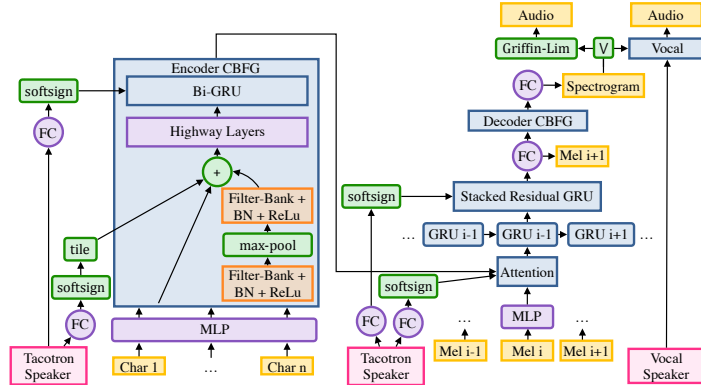 Audio
Audio
Griffin-Lim
V
Vocal
Encoder CBFG
softsign
Bi-GRU
FC
Spectrogram
FC
Highway Layers
Decoder CBFG
FC
Mel i+1
+
Filter-Bank +
BN + ReLu
softsign
Stacked Residual GRU
tile
max-pool
...
GRU i-1
GRU i-1
GRU i+1
...
softsign
Filter-Bank +
BN + ReLu
softsign
Attention
FC
MLP
FC
FC
...
MLP
...
Tacotron
Speaker
Char 1
...
Char n
Tacotron
Speaker
Mel i-1
Mel i
Mel i+1
Vocal
Speaker